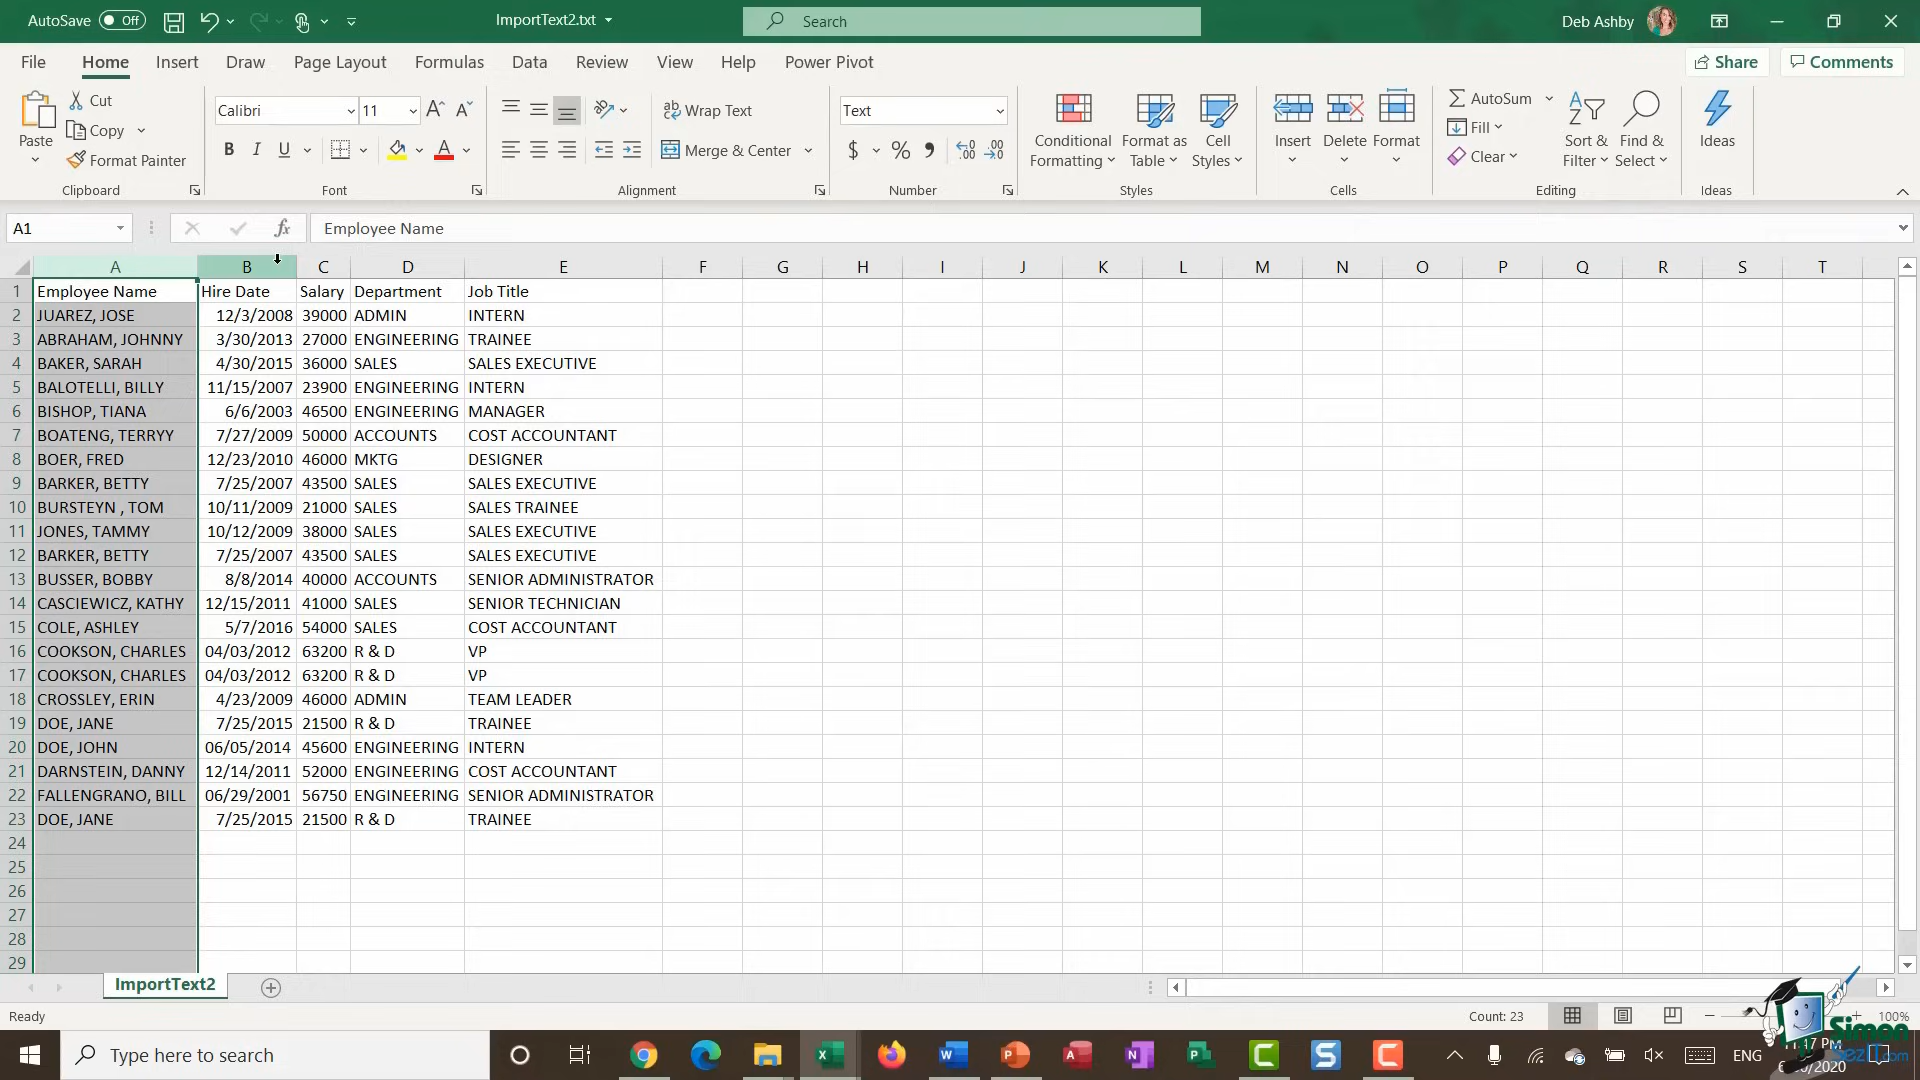 AutoSave Off ImportText2.txt Search Deb Ashby
File Home Insert Draw Page Layout Formulas Data Review View Help Power Pivot Share Comments
Paste Cut Copy Format Painter Clipboard
Calibri 11 B I U A Font
Wrap Text Merge & Center Alignment
Text $ % Number
Conditional Formatting Format as Table Cell Styles Styles
Insert Delete Format Cells
AutoSum Fill Clear Sort & Filter Find & Select Editing
Ideas Ideas
A1 fx Employee Name
A B C D E F G H I J K L M N O P Q R S T
1 Employee Name Hire Date Salary Department Job Title
2 JUAREZ, JOSE 12/3/2008 39000 ADMIN INTERN
3 ABRAHAM, JOHNNY 3/30/2013 27000 ENGINEERING TRAINEE
4 BAKER, SARAH 4/30/2015 36000 SALES SALES EXECUTIVE
5 BALOTELLI, BILLY 11/15/2007 23900 ENGINEERING INTERN
6 BISHOP, TIANA 6/6/2003 46500 ENGINEERING MANAGER
7 BOATENG, TERRYY 7/27/2009 50000 ACCOUNTS COST ACCOUNTANT
8 BOER, FRED 12/23/2010 46000 MKTG DESIGNER
9 BARKER, BETTY 7/25/2007 43500 SALES SALES EXECUTIVE
10 BURSTEYN , TOM 10/11/2009 21000 SALES SALES TRAINEE
11 JONES, TAMMY 10/12/2009 38000 SALES SALES EXECUTIVE
12 BARKER, BETTY 7/25/2007 43500 SALES SALES EXECUTIVE
13 BUSSER, BOBBY 8/8/2014 40000 ACCOUNTS SENIOR ADMINISTRATOR
14 CASCIEWICZ, KATHY 12/15/2011 41000 SALES SENIOR TECHNICIAN
15 COLE, ASHLEY 5/7/2016 54000 SALES COST ACCOUNTANT
16 COOKSON, CHARLES 04/03/2012 63200 R & D VP
17 COOKSON, CHARLES 04/03/2012 63200 R & D VP
18 CROSSLEY, ERIN 4/23/2009 46000 ADMIN TEAM LEADER
19 DOE, JANE 7/25/2015 21500 R & D TRAINEE
20 DOE, JOHN 06/05/2014 45600 ENGINEERING INTERN
21 DARNSTEIN, DANNY 12/14/2011 52000 ENGINEERING COST ACCOUNTANT
22 FALLENGRANO, BILL 06/29/2001 56750 ENGINEERING SENIOR ADMINISTRATOR
23 DOE, JANE 7/25/2015 21500 R & D TRAINEE
24
25
26
27
28
29
ImportText2
Ready Count: 23 100%
Type here to search ENG